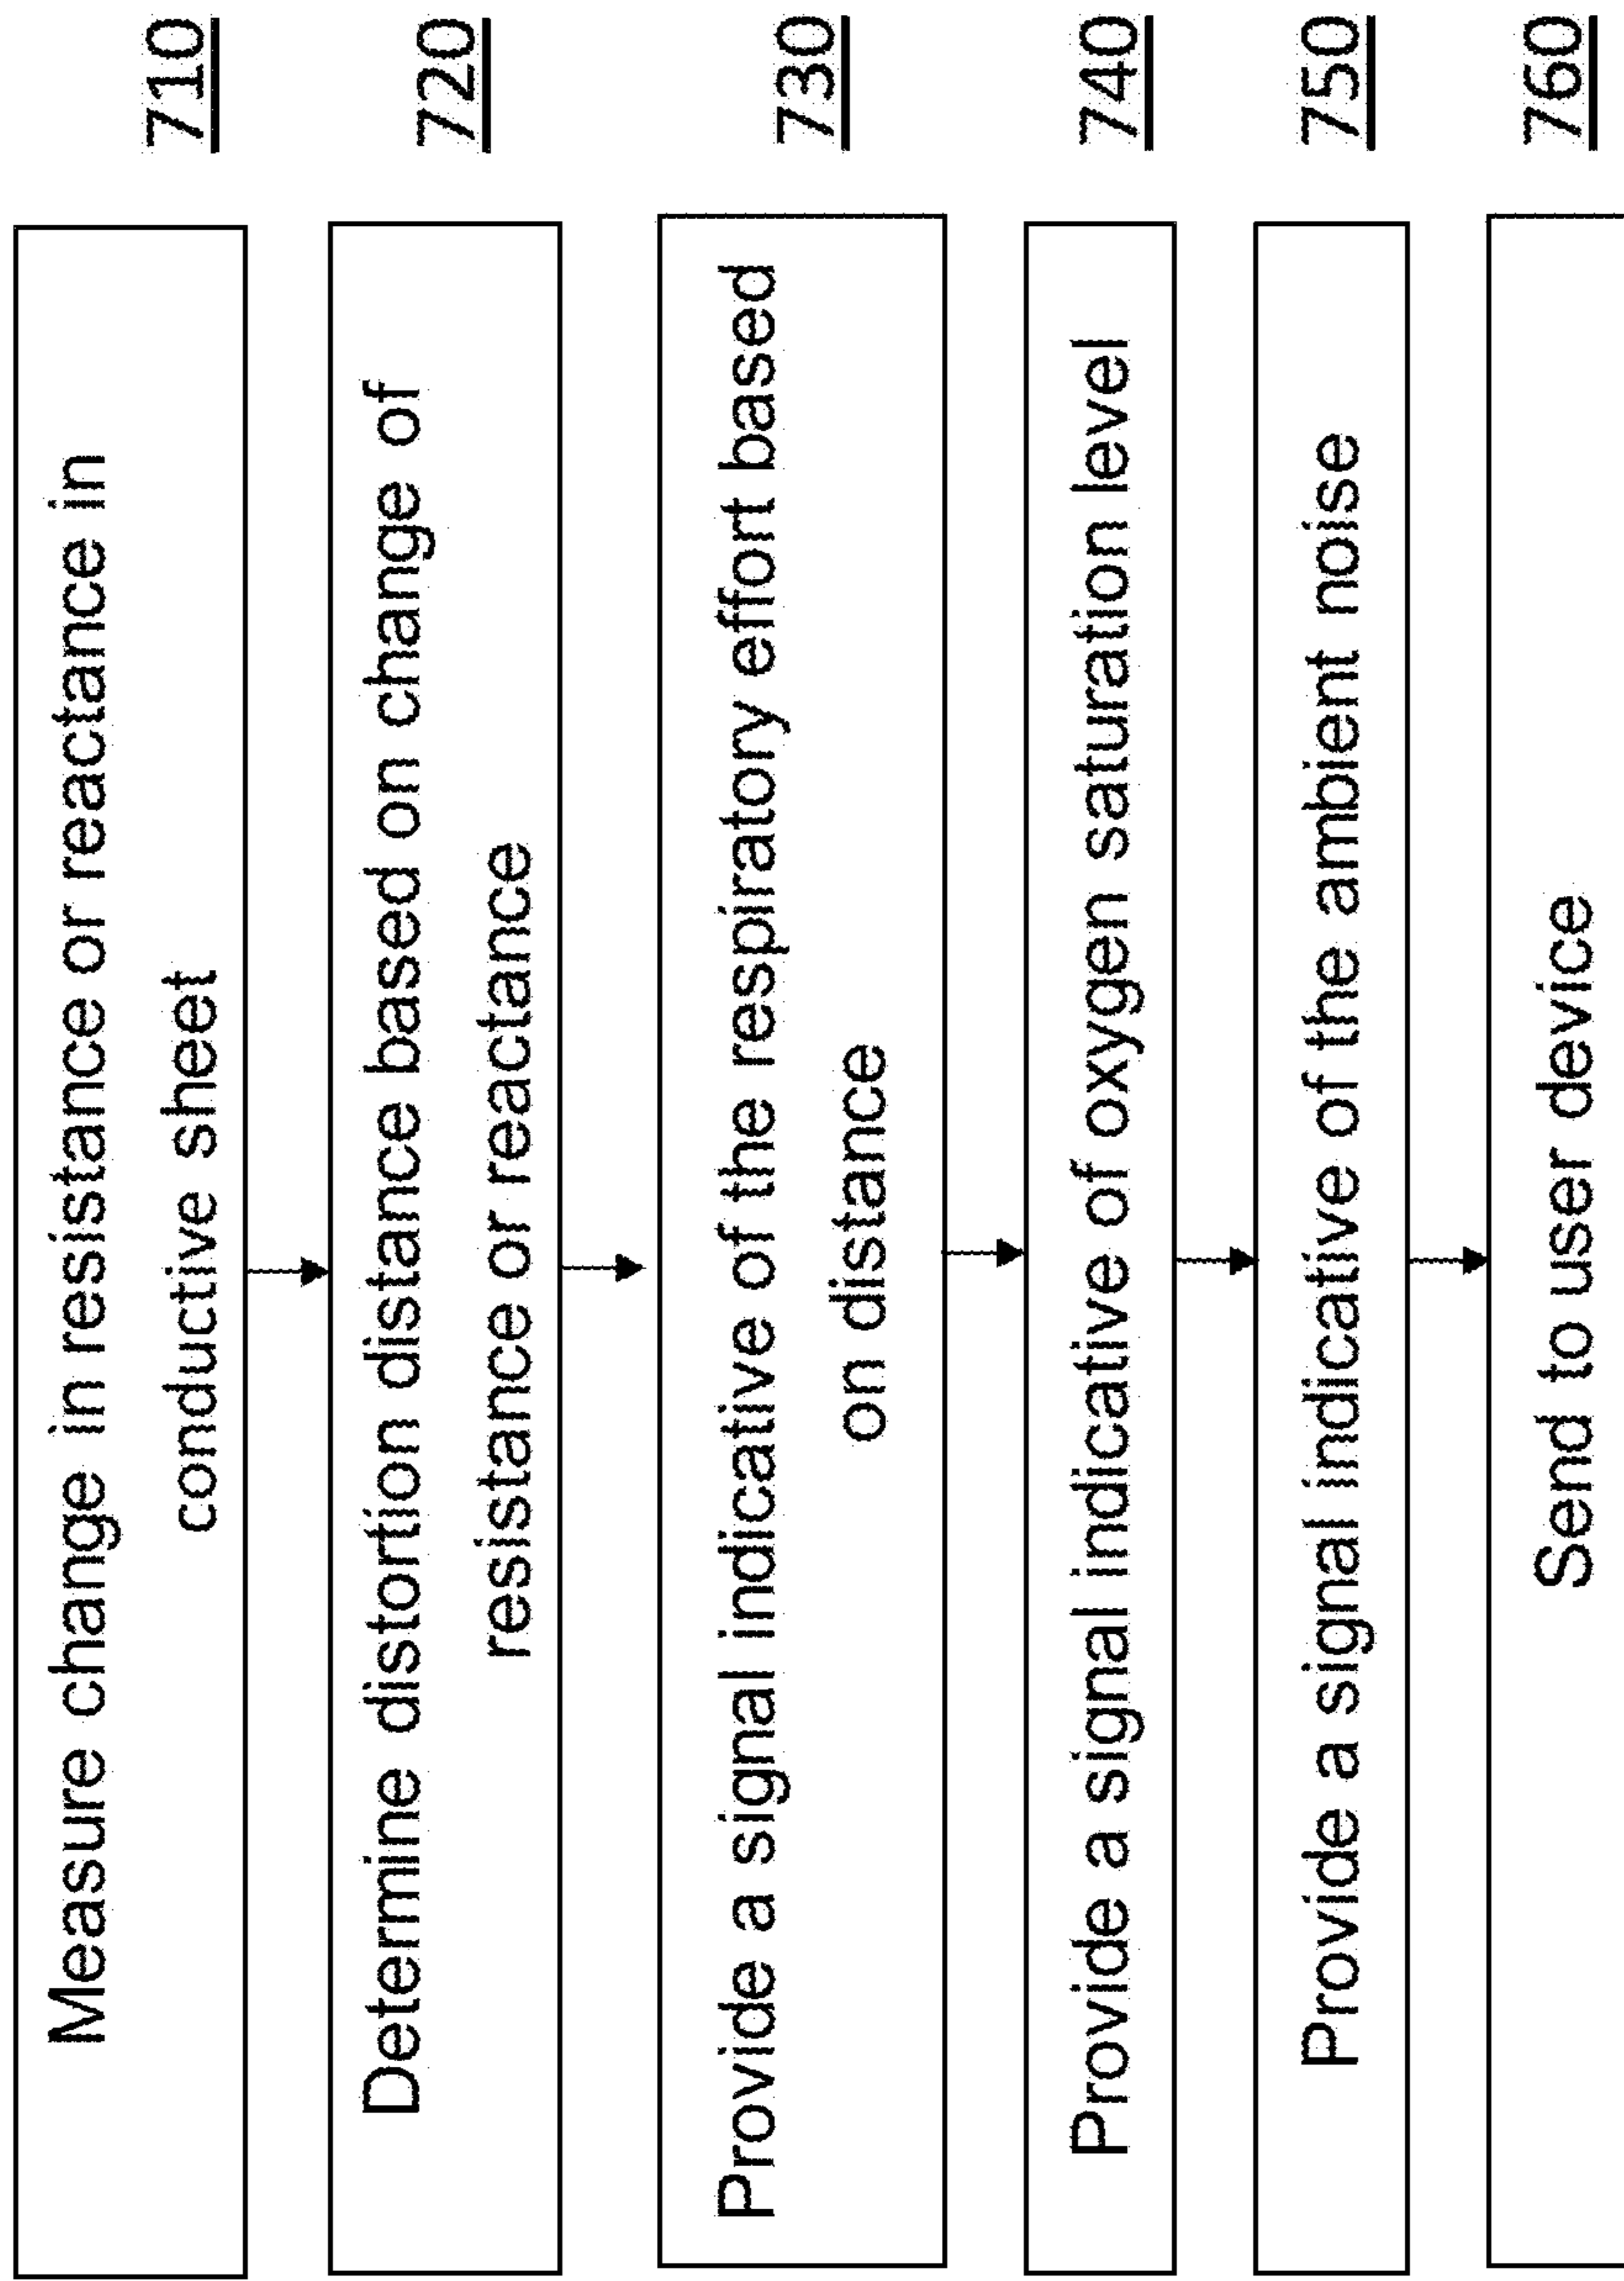 Measure change in resistance or reactance in
conductive sheet
710
Determine distortion distance based on change of
resistance or reactance
720
Provide a signal indicative of the respiratory effort based
on distance
730
Provide a signal indicative of oxygen saturation level
740
Provide a signal indicative of the ambient noise
750
Send to user device
760